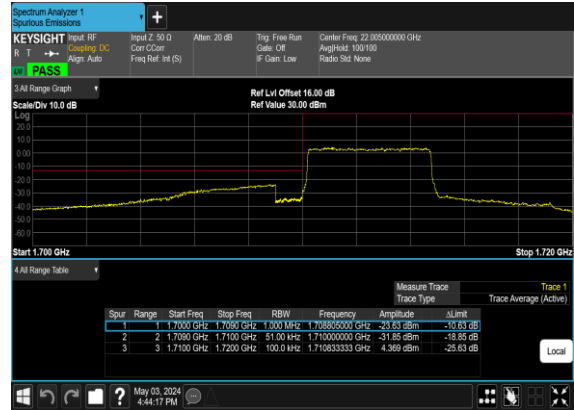 Spectrum Analyzer 1
Spurious Emissions
KEYSIGHT Input: RF Input Z: 50 Ω Atten: 20 dB Trig: Free Run Center Freq: 22.005000000 GHz
R T Coupling: DC Corr CCorr Gate: Off Avg|Hold: 100/100
Align: Auto Freq Ref: Int (S) IF Gain: Low Radio Std: None
PASS
3 All Range Graph Ref Lvl Offset 16.00 dB
Scale/Div 10.0 dB Ref Value 30.00 dBm
Log
20.0
10.0
0.00
-10.0
-20.0
-30.0
-40.0
-50.0
-60.0
Start 1.700 GHz Stop 1.720 GHz
4 All Range Table
Measure Trace Trace 1
Trace Type Trace Average (Active)
Spur Range Start Freq Stop Freq RBW Frequency Amplitude ΔLimit
1 1 1.7000 GHz 1.7090 GHz 1.000 MHz 1.708805000 GHz -23.63 dBm -10.63 dB
2 2 1.7090 GHz 1.7100 GHz 51.00 kHz 1.710000000 GHz -31.85 dBm -18.85 dB
3 3 1.7100 GHz 1.7200 GHz 100.0 kHz 1.710833333 GHz 4.369 dBm -25.63 dB
Local
May 03, 2024
4:44:17 PM